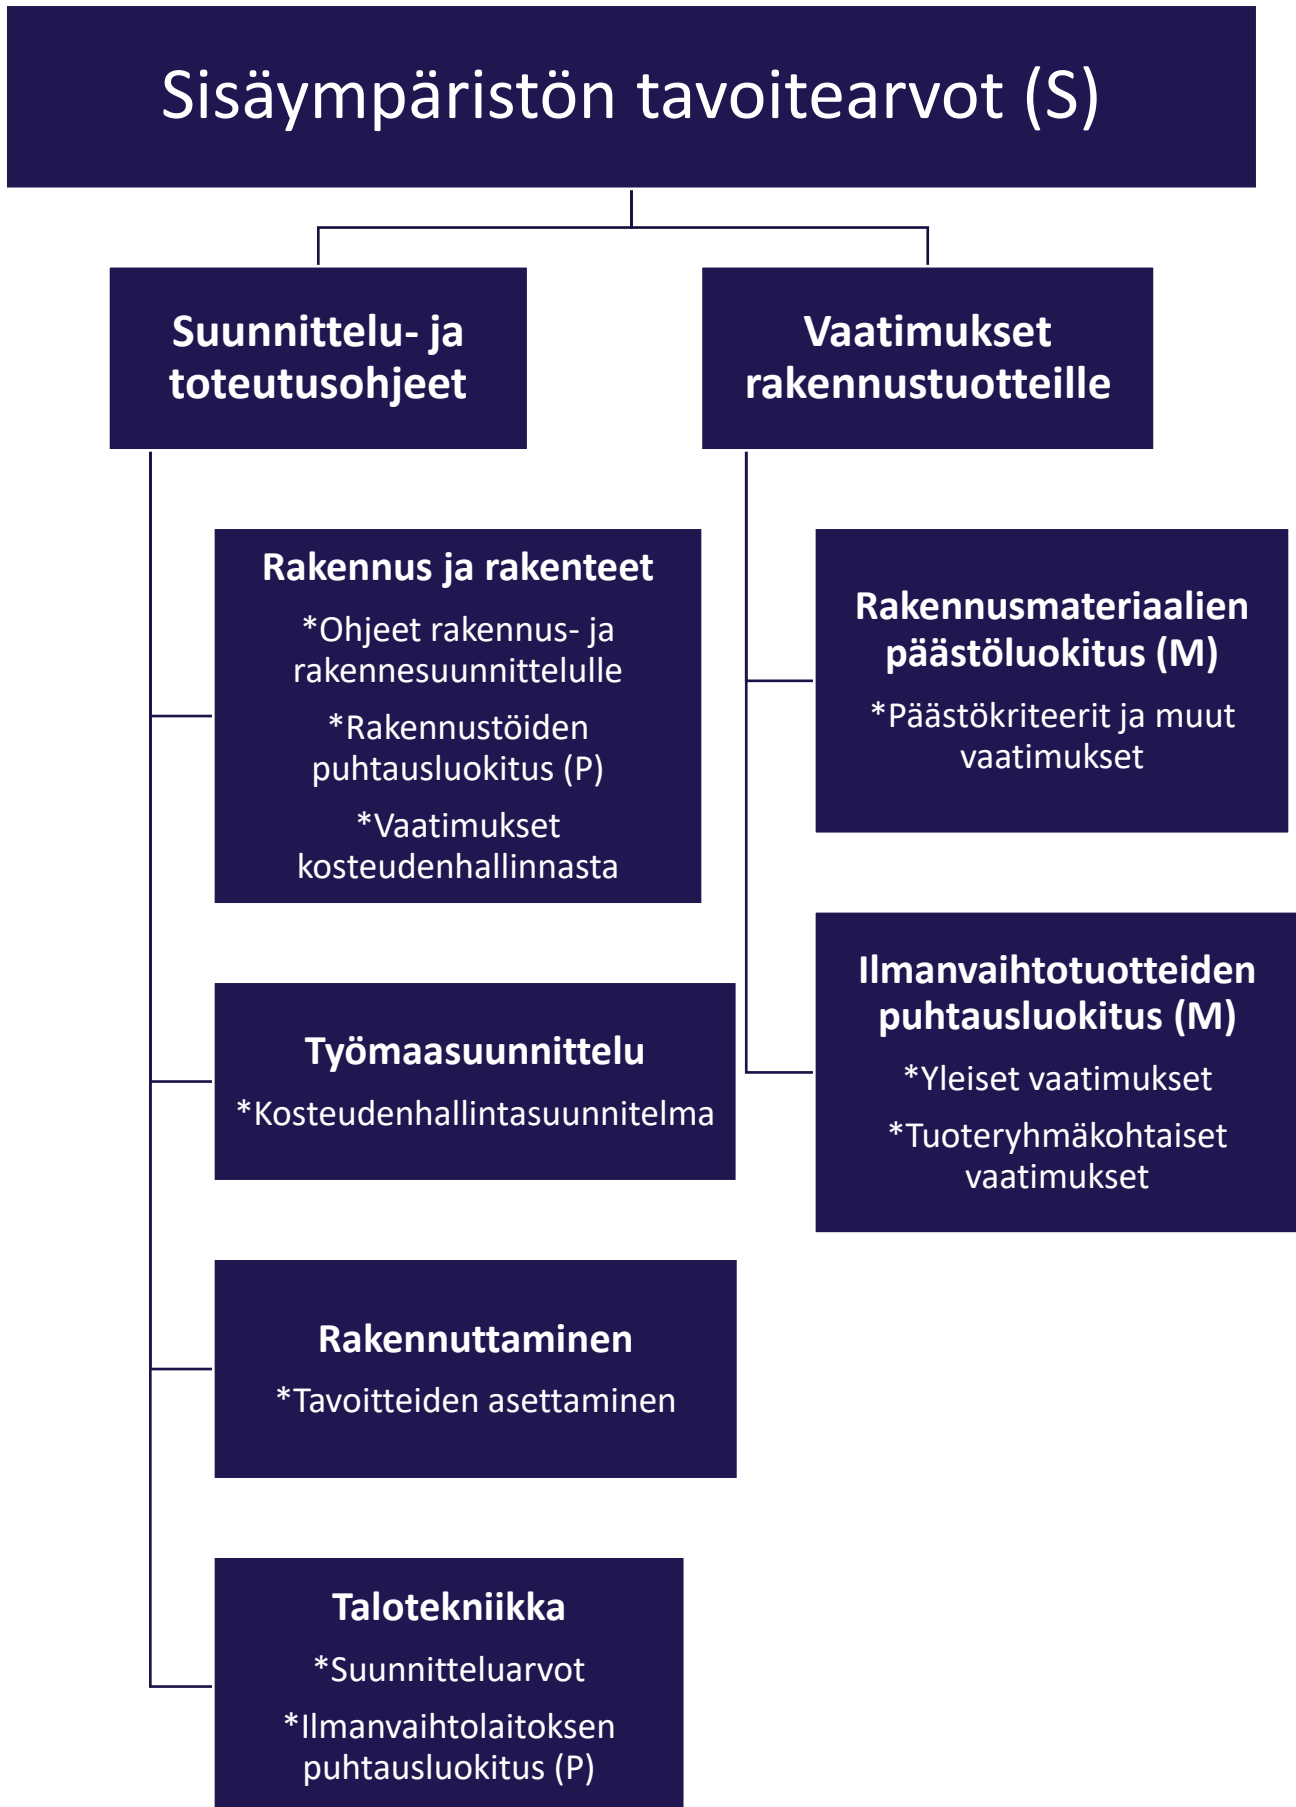 Sisäympäristön tavoitearvot (S)
Suunnittelu- ja
toteutusohjeet
Rakennus ja rakenteet
*Ohjeet rakennus- ja
rakennesuunnittelulle
*Rakennustöiden
puhtausluokitus (P)
*Vaatimukset
kosteudenhallinnasta
Työmaasuunnittelu
*Kosteudenhallintasuunnitelma
Rakennuttaminen
*Tavoitteiden asettaminen
Talotekniikka
*Suunnitteluarvot
*Ilmanvaihtolaitoksen
puhtausluokitus (P)
Vaatimukset
rakennustuotteille
Rakennusmateriaalien
päästöluokitus (M)
*Päästökriteerit ja muut
vaatimukset
Ilmanvaihtotuotteiden
puhtausluokitus (M)
*Yleiset vaatimukset
*Tuoteryhmäkohtaiset
vaatimukset